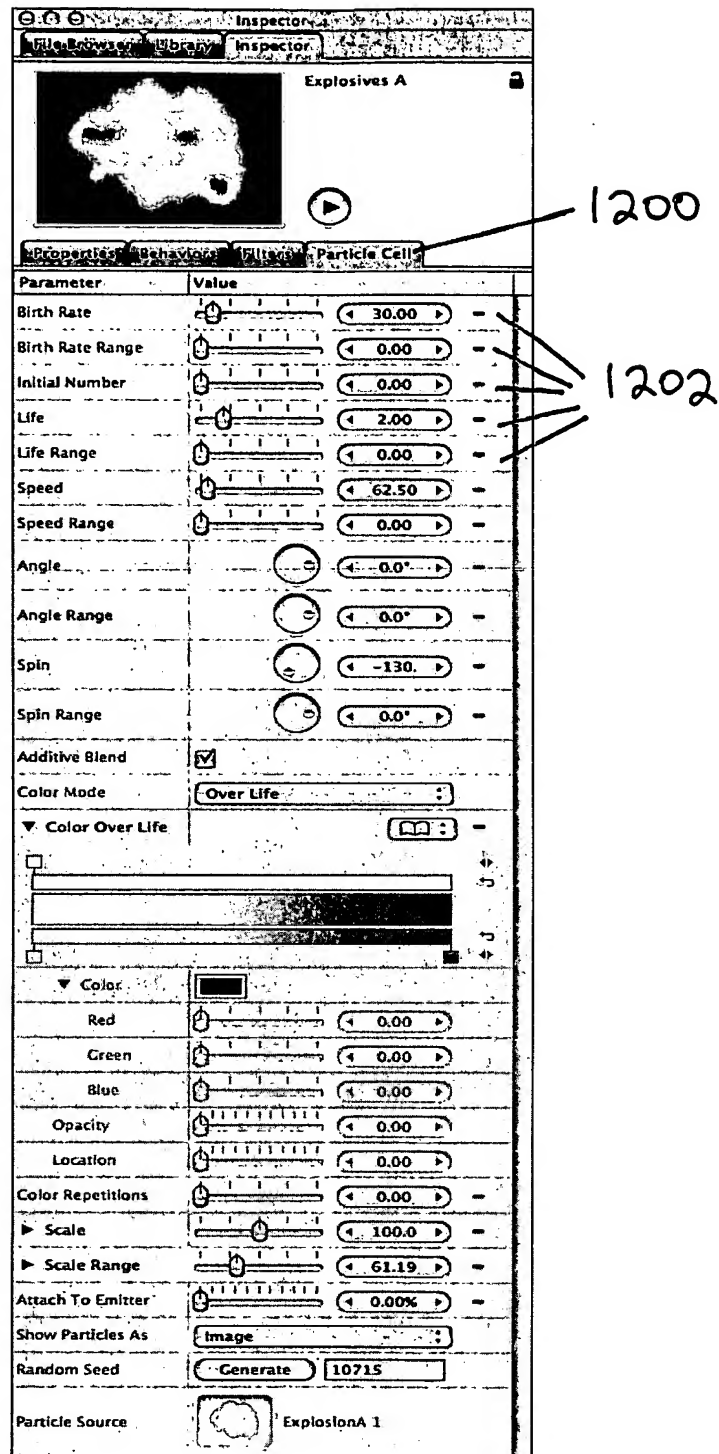 Inspector
File Browser Library Inspector
Explosives A
1200
Properties Behaviors Filters Particle Cell
Parameter Value
Birth Rate 30.00 -
Birth Rate Range 0.00 -
Initial Number 0.00 -
1202
Life 2.00 -
Life Range 0.00 -
Speed 62.50 -
Speed Range 0.00 -
Angle 0.0° -
Angle Range 0.0° -
Spin -130. -
Spin Range 0.0° -
Additive Blend
Color Mode Over Life
Color Over Life -
Color
Red 0.00
Green 0.00
Blue 0.00
Opacity 0.00
Location 0.00
Color Repetitions 0.00 -
Scale 100.0 -
Scale Range 61.19 -
Attach To Emitter 0.00% -
Show Particles As Image
Random Seed Generate 10715
Particle Source ExplosionA 1